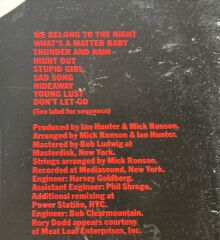 WE BELONG TO THE NIGHT
WHAT'S A MATTER BABY
THUNDER AND RAIN
NIGHT OUT
STUPID GIRL
SAD SONG
HIDEAWAY
YOUNG LUST
DON'T LET GO
(See label for sequence)
Produced by Ian Hunter & Mick Ronson.
Arranged by Mick Ronson & Ian Hunter.
Mastered by Bob Ludwig at
Masterdisk, New York.
Strings arranged by Mick Ronson.
Recorded at Mediasound, New York.
Engineer: Harvey Goldberg.
Assistant Engineer: Phil Shrago.
Additional remixing at
Power Station, NYC.
Engineer: Bob Clearmountain.
Rory Dodd appears courtesy
of Meat Loaf Enterprises, Inc.